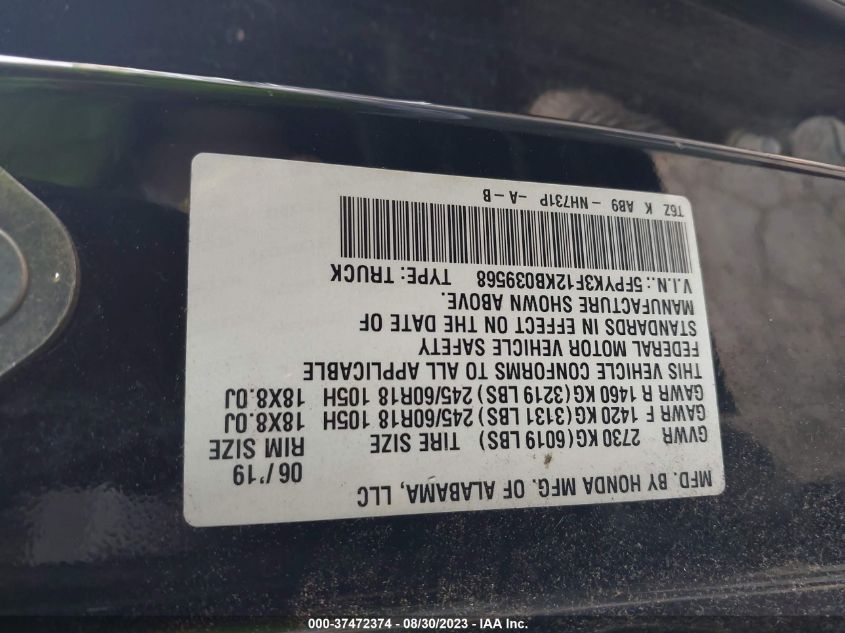 MFD. BY HONDA MFG. OF ALABAMA, LLC 06/'19
GVWR 2730 KG (6019 LBS) TIRE SIZE RIM SIZE
GAWR F 1420 KG (3131 LBS) 245/60R18 105H 18X8.0J
GAWR R 1460 KG (3219 LBS) 245/60R18 105H 18X8.0J
THIS VEHICLE CONFORMS TO ALL APPLICABLE
FEDERAL MOTOR VEHICLE SAFETY
STANDARDS IN EFFECT ON THE DATE OF
MANUFACTURE SHOWN ABOVE.
V.I.N.: 5FPYK3F12KB039568 TYPE: TRUCK
T6Z K AB9 - NH731P -A-B
000-37472374 - 08/30/2023 - IAA Inc.